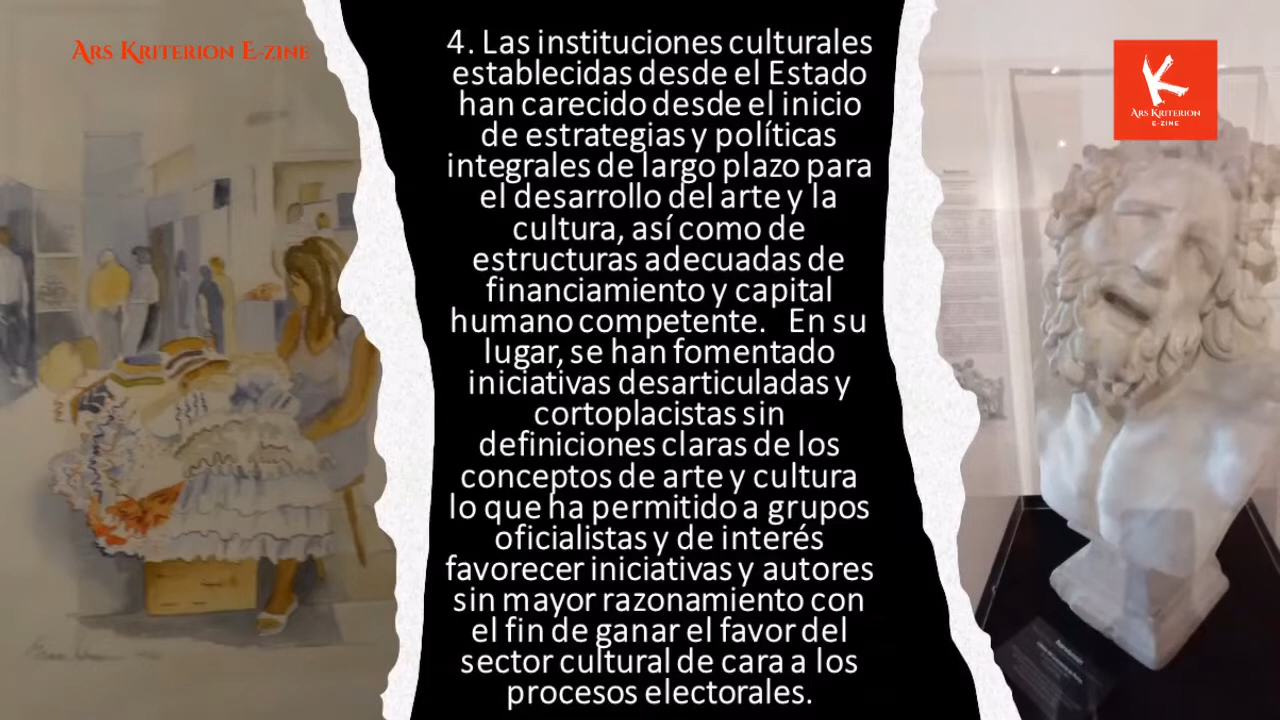 ARS KRITERION E-ZINE
4. Las instituciones culturales
establecidas desde el Estado
han carecido desde el inicio
de estrategias y políticas
integrales de largo plazo para
el desarrollo del arte y la
cultura, así como de
estructuras adecuadas de
financiamiento y capital
humano competente. En su
lugar, se han fomentado
iniciativas desarticuladas y
cortoplacistas sin
definiciones claras de los
conceptos de arte y cultura
lo que ha permitido a grupos
oficialistas y de interés
favorecer iniciativas y autores
sin mayor razonamiento con
el fin de ganar el favor del
sector cultural de cara a los
procesos electorales.
K
ARS KRITERION
E-ZINE